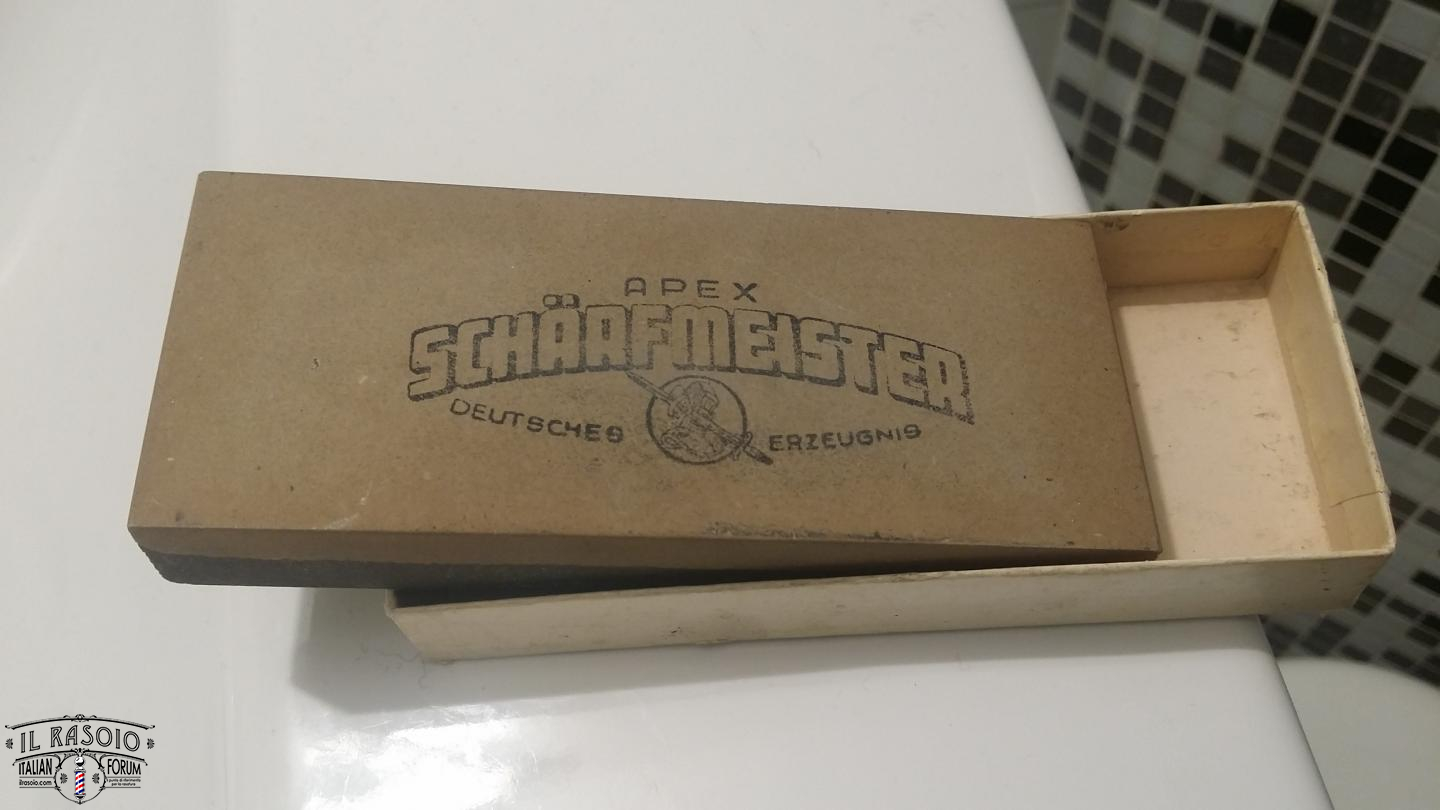 APEX
SCHÄRFMEISTER
DEUTSCHES ERZEUGNIS
IL RASOIO
ITALIAN FORUM
ilrasoio.com